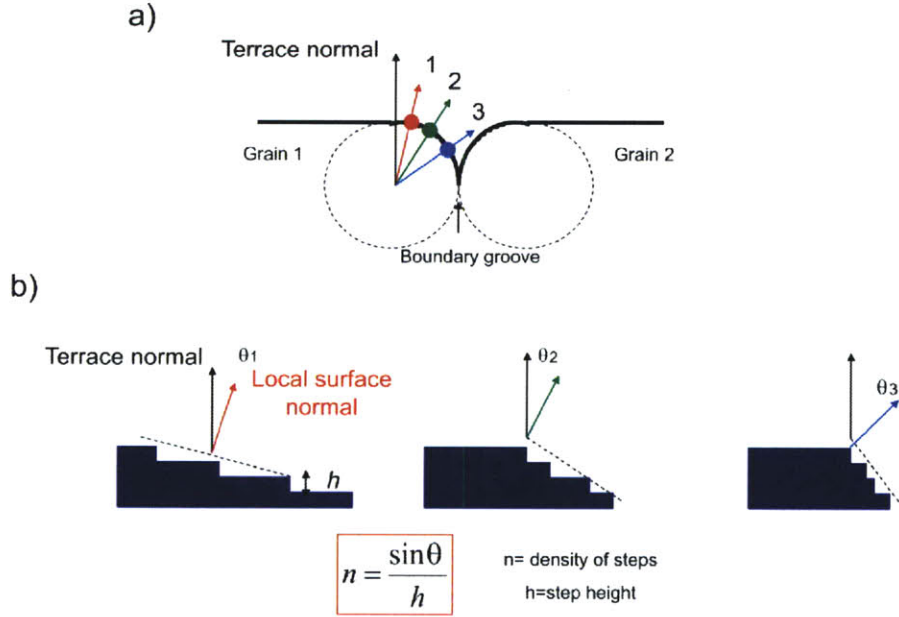 a)
Terrace normal
1
2
3
Grain 1
Grain 2
Boundary groove
b)
Terrace normal
θ1
Local surface
normal
h
θ2
θ3
n = sinθ / h
n= density of steps
h=step height